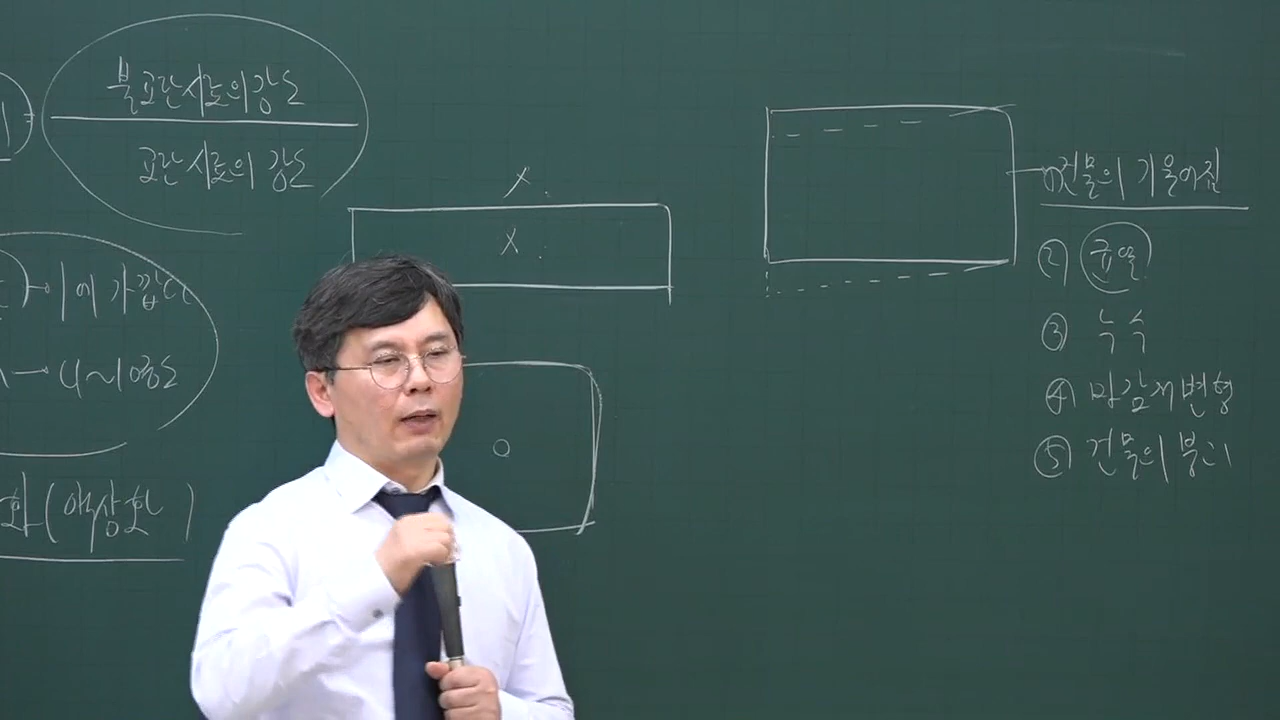 불교란시료의강도
교란시료의 강도
1에 가깝다
→ 4~10정도
화(액상화)
X
X
① 건물의 기울어짐
② 균열
③ 누수
④ 마감재변형
⑤ 건물의 붕괴